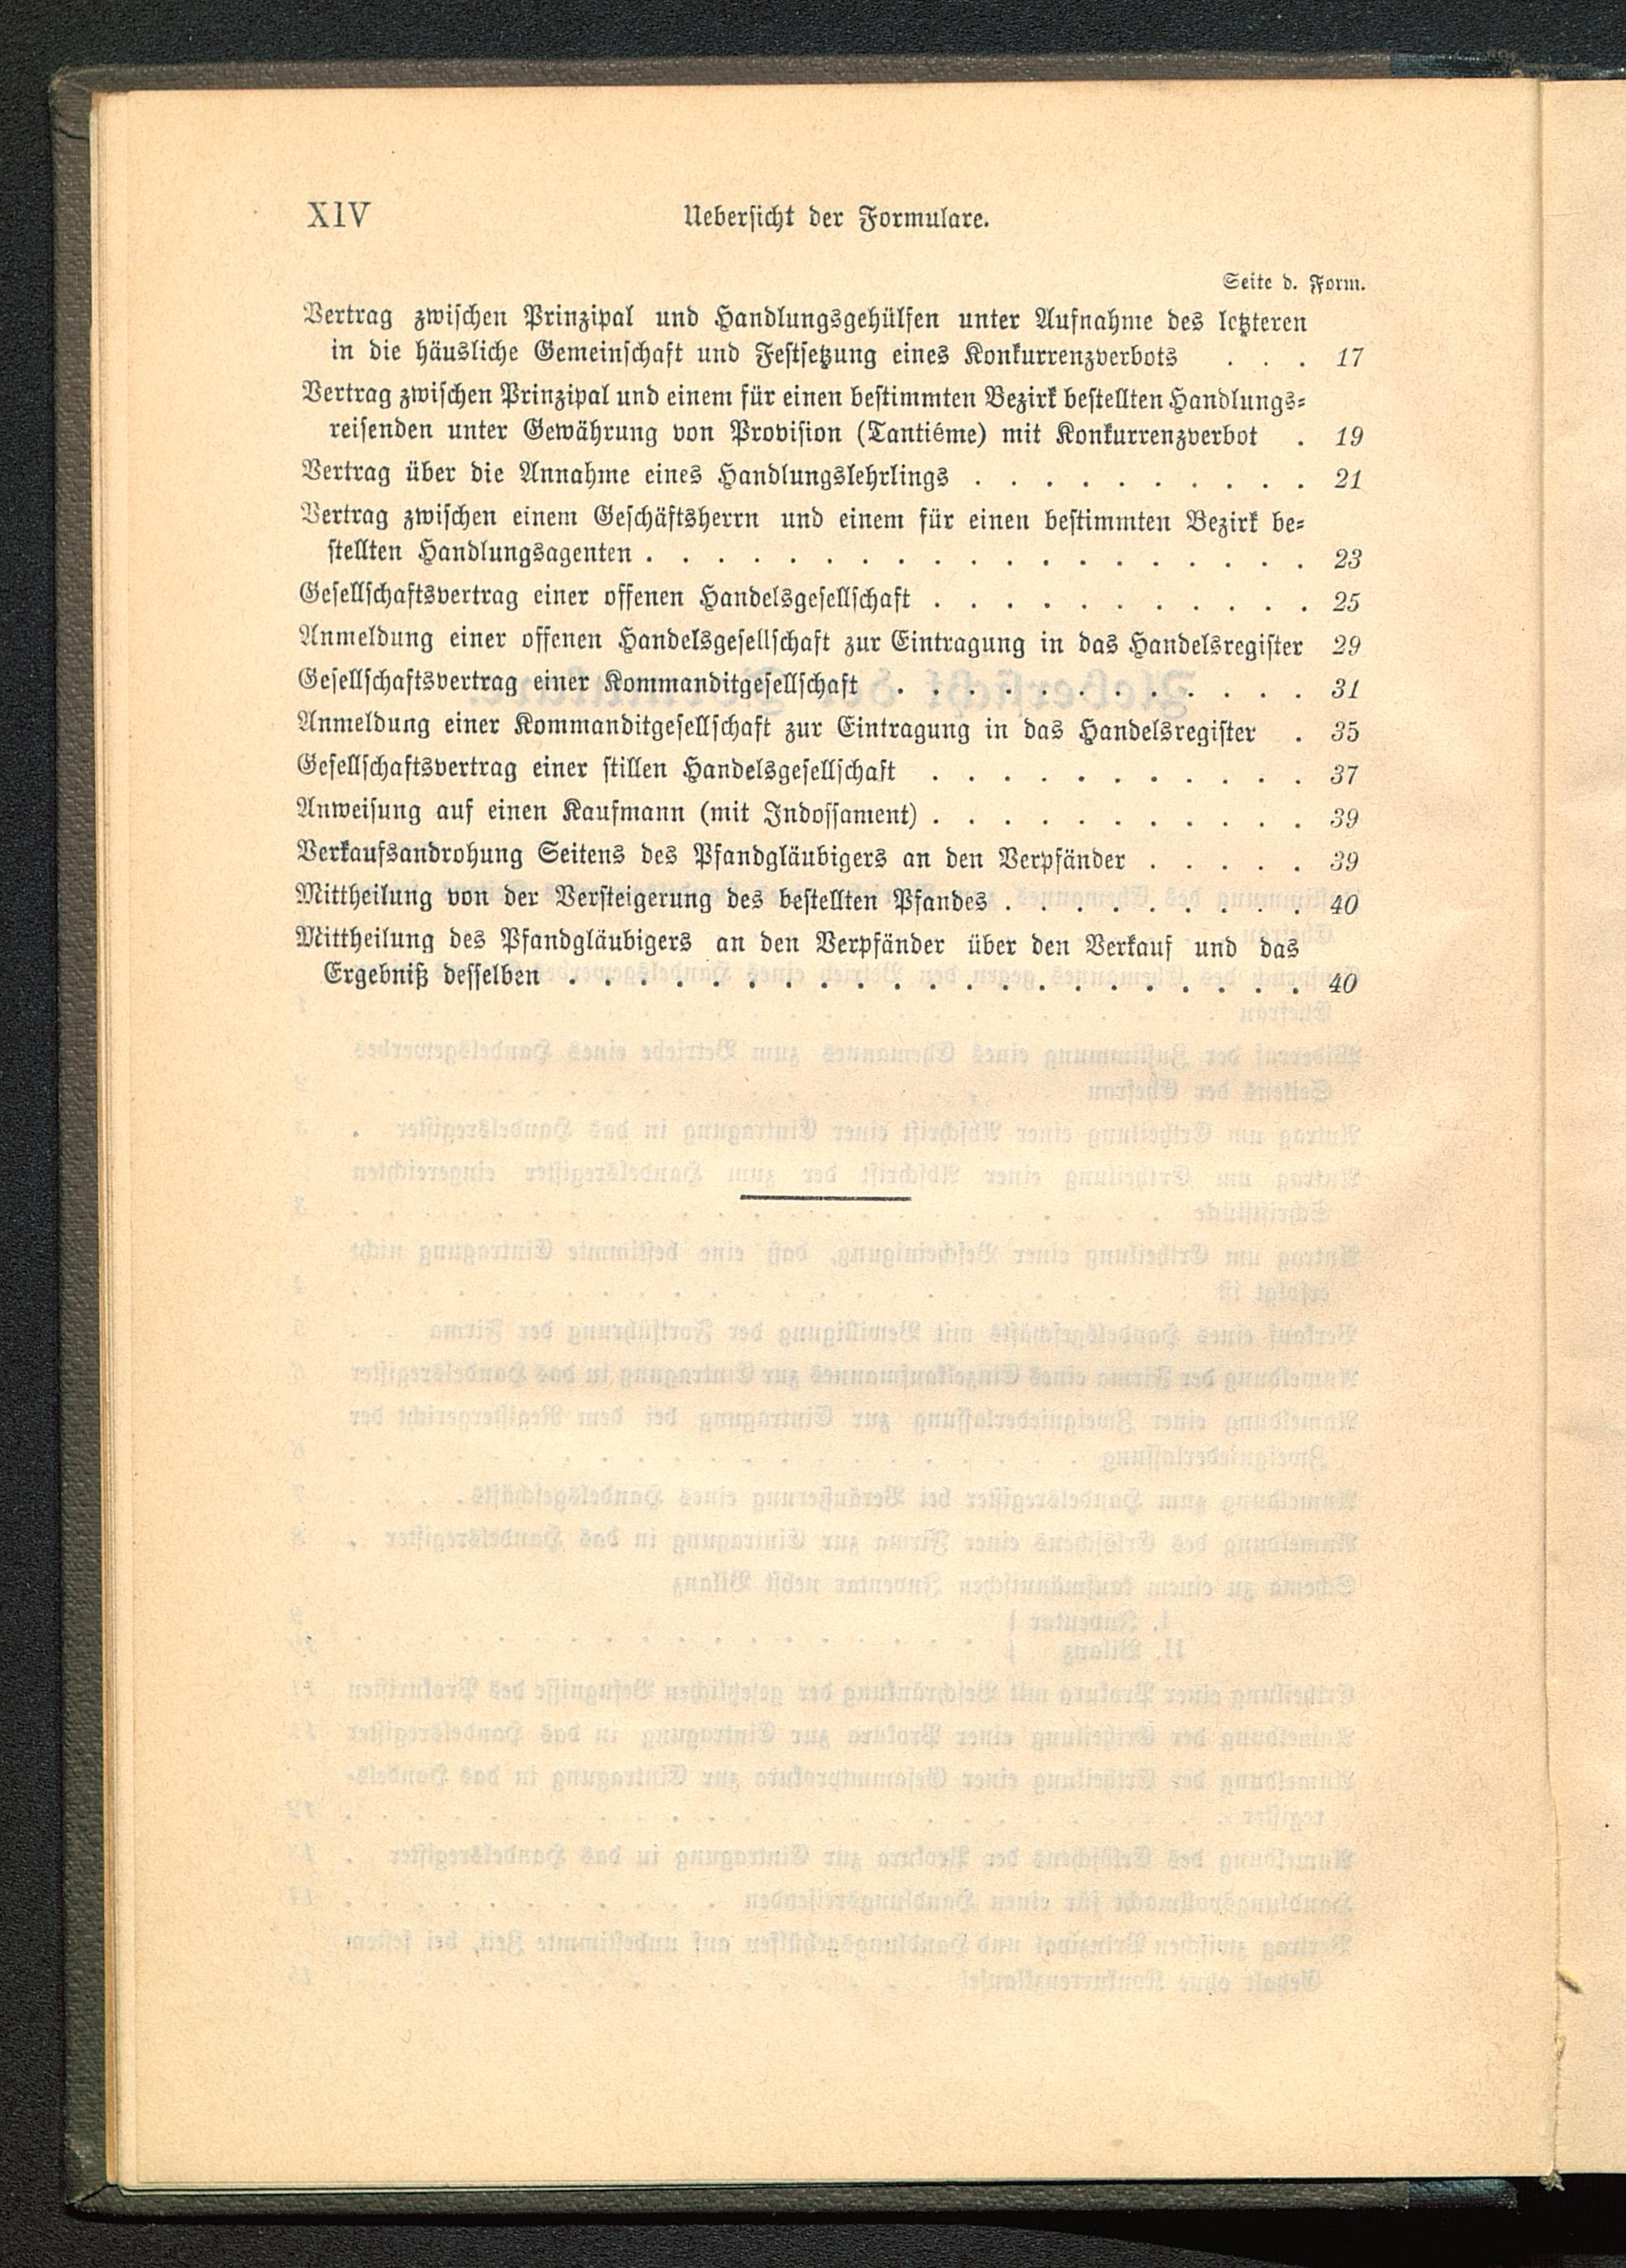 XIV Uebersicht der Formulare.
Seite d. Form.
Vertrag zwischen Prinzipal und Handlungsgehülfen unter Aufnahme des letzteren
in die häusliche Gemeinschaft und Festsetzung eines Konkurrenzverbots . . . 17
Vertrag zwischen Prinzipal und einem für einen bestimmten Bezirk bestellten Handlungs-
reisenden unter Gewährung von Provision (Tantiéme) mit Konkurrenzverbot . 19
Vertrag über die Annahme eines Handlungslehrlings . . . . . . . . . . 21
Vertrag zwischen einem Geschäftsherrn und einem für einen bestimmten Bezirk be-
stellten Handlungsagenten . . . . . . . . . . . . . . . . . . . 23
Gesellschaftsvertrag einer offenen Handelsgesellschaft . . . . . . . . . . . 25
Anmeldung einer offenen Handelsgesellschaft zur Eintragung in das Handelsregister 29
Gesellschaftsvertrag einer Kommanditgesellschaft . . . . . . . . . . . . 31
Anmeldung einer Kommanditgesellschaft zur Eintragung in das Handelsregister . 35
Gesellschaftsvertrag einer stillen Handelsgesellschaft . . . . . . . . . . . 37
Anweisung auf einen Kaufmann (mit Indossament) . . . . . . . . . . . 39
Verkaufsandrohung Seitens des Pfandgläubigers an den Verpfänder . . . . . 39
Mittheilung von der Versteigerung des bestellten Pfandes . . . . . . . . . 40
Mittheilung des Pfandgläubigers an den Verpfänder über den Verkauf und das
Ergebniß desselben . . . . . . . . . . . . . . . . . . . . . 40